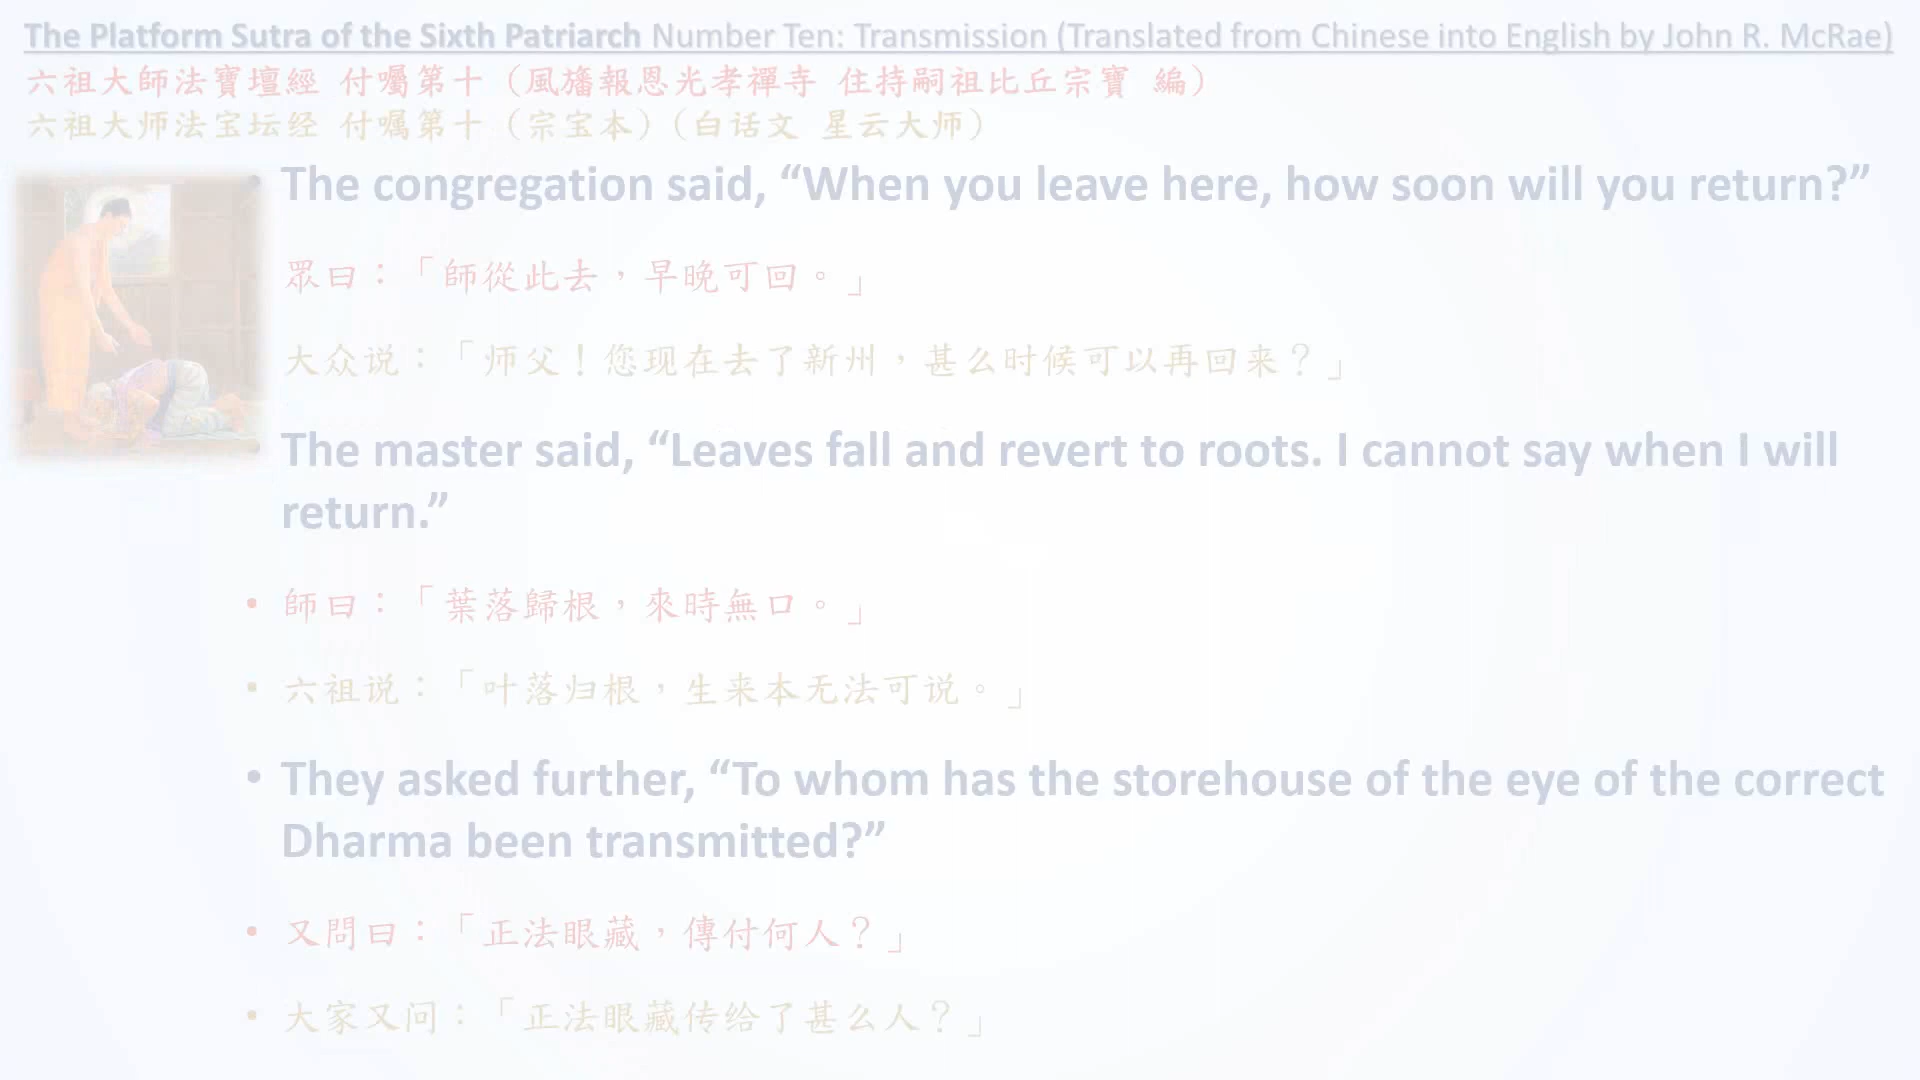 The Platform Sutra of the Sixth Patriarch Number Ten: Transmission (Translated from Chinese into English by John R. McRae)
六祖大師法寶壇經 付囑第十（風旛報恩光孝禪寺 住持嗣祖比丘宗寶 編）
六祖大师法宝坛经 付嘱第十（宗宝本）（白话文 星云大师）
• The congregation said, “When you leave here, how soon will you return?”
眾曰：「師從此去，早晚可回。」
大众说：「师父！您现在去了新州，甚么时候可以再回来？」
• The master said, “Leaves fall and revert to roots. I cannot say when I will
return.”
• 師曰：「葉落歸根，來時無口。」
• 六祖说：「叶落归根，生来本无法可说。」
• They asked further, “To whom has the storehouse of the eye of the correct
Dharma been transmitted?”
• 又問曰：「正法眼藏，傳付何人？」
• 大家又问：「正法眼藏传给了甚么人？」